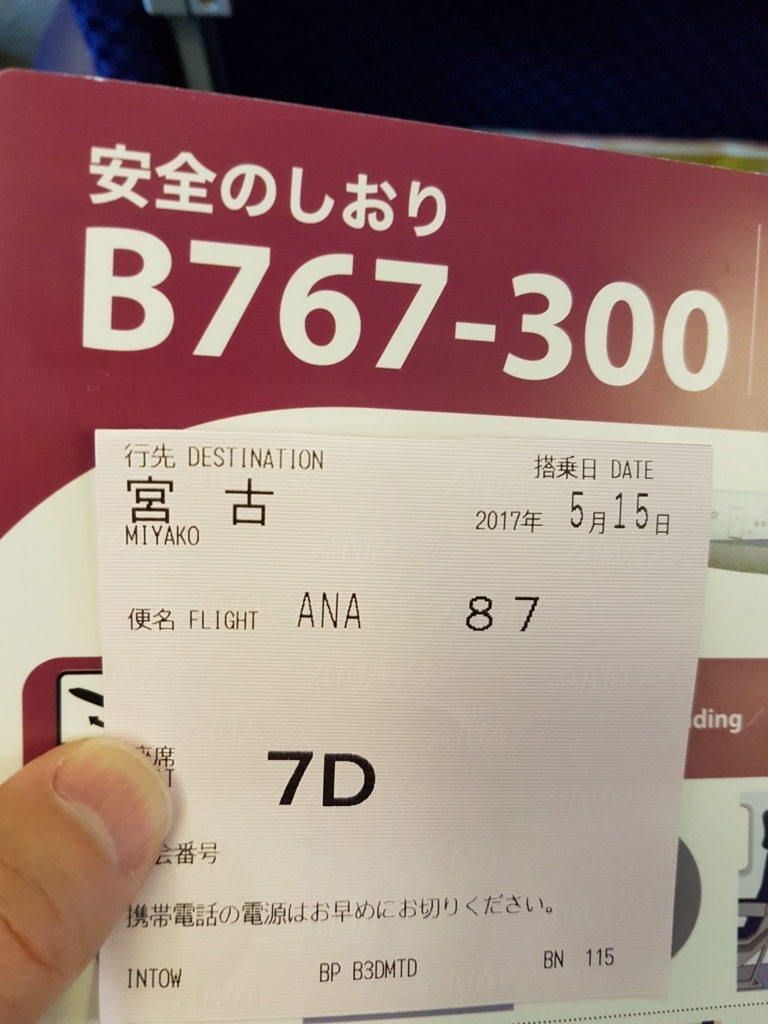 安全のしおり
B767-300
行先 DESTINATION
宮 古
MIYAKO
搭乗日 DATE
2017年 5月15日
便名 FLIGHT ANA 87
席
7D
番号
携帯電話の電源はお早めにお切りください。
INTOW BP B3DMTD BN 115